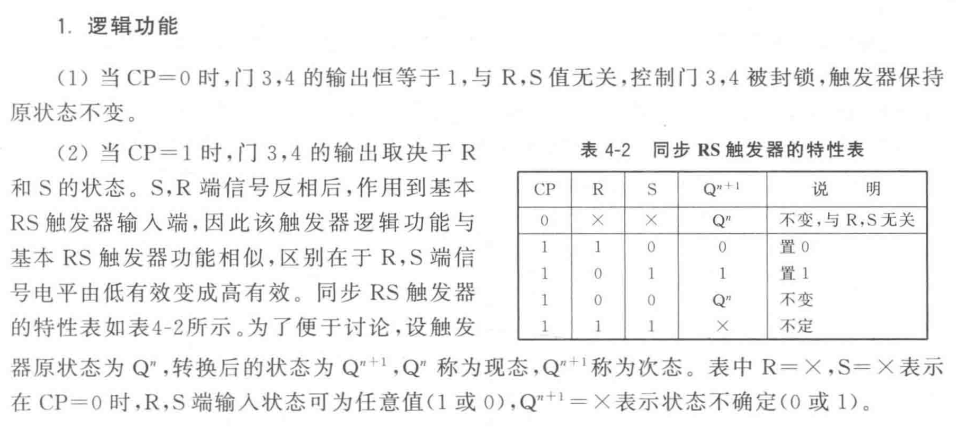 1. 逻辑功能
(1) 当 CP=0 时,门 3,4 的输出恒等于 1,与 R,S 值无关,控制门 3,4 被封锁,触发器保持
原状态不变。
(2) 当 CP=1 时,门 3,4 的输出取决于 R
和 S 的状态。S,R 端信号反相后,作用到基本
RS 触发器输入端,因此该触发器逻辑功能与
基本 RS 触发器功能相似,区别在于 R,S 端信
号电平由低有效变成高有效。同步 RS 触发器
的特性表如表4-2所示。为了便于讨论,设触发
表 4-2 同步 RS 触发器的特性表
CP R S Qⁿ⁺¹ 说 明
0 × × Qⁿ 不变,与 R,S 无关
1 1 0 0 置 0
1 0 1 1 置 1
1 0 0 Qⁿ 不变
1 1 1 × 不定
器原状态为 Qⁿ,转换后的状态为 Qⁿ⁺¹,Qⁿ 称为现态,Qⁿ⁺¹称为次态。表中 R=×,S=×表示
在 CP=0 时,R,S 端输入状态可为任意值(1 或 0),Qⁿ⁺¹=×表示状态不确定(0 或 1)。